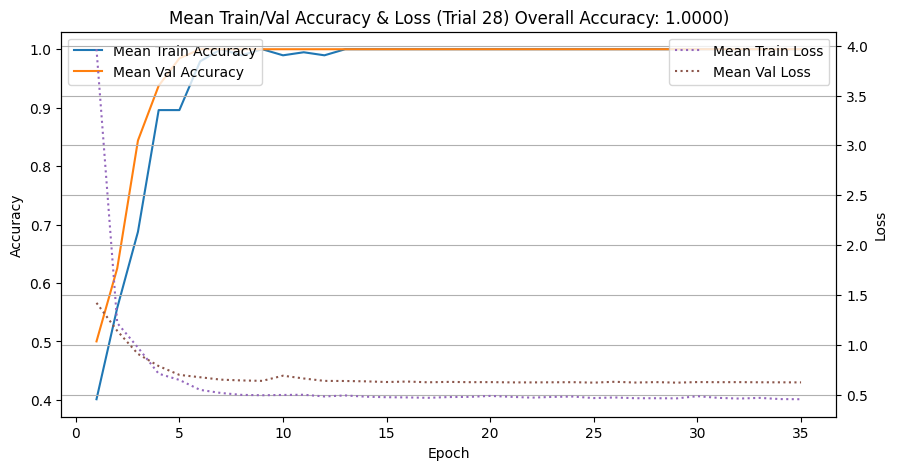 Mean Train/Val Accuracy & Loss (Trial 28) Overall Accuracy: 1.0000)
Mean Train Accuracy
Mean Val Accuracy
Mean Train Loss
Mean Val Loss
1.0
0.9
0.8
0.7
0.6
0.5
0.4
Accuracy
4.0
3.5
3.0
2.5
2.0
1.5
1.0
0.5
Loss
0 5 10 15 20 25 30 35
Epoch